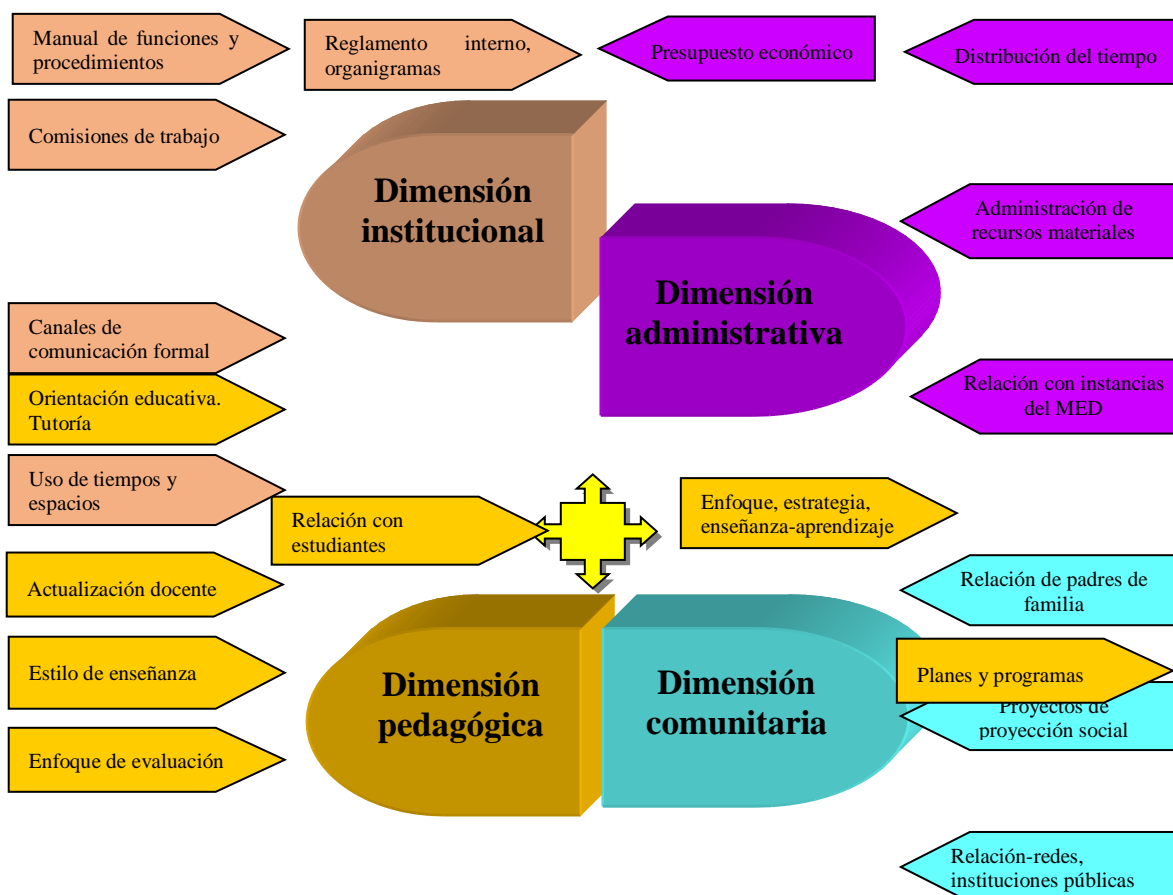 Manual de funciones y
procedimientos
Reglamento interno,
organigramas
Presupuesto económico
Distribución del tiempo
Comisiones de trabajo
Dimensión
institucional
Administración de
recursos materiales
Dimensión
administrativa
Canales de
comunicación formal
Orientación educativa.
Tutoría
Relación con instancias
del MED
Uso de tiempos y
espacios
Relación con
estudiantes
Enfoque, estrategia,
enseñanza-aprendizaje
Actualización docente
Relación de padres de
familia
Estilo de enseñanza
Dimensión
pedagógica
Dimensión
comunitaria
Planes y programas
Proyectos de
proyección social
Enfoque de evaluación
Relación-redes,
instituciones públicas